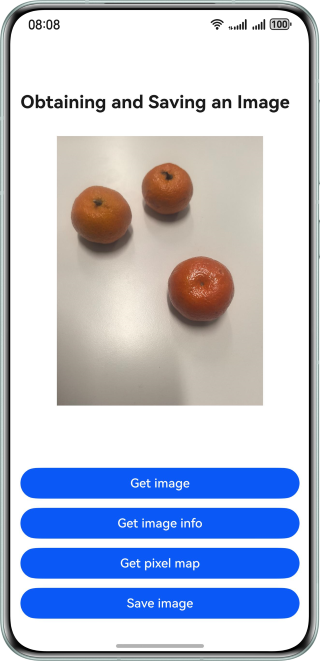 08:08
100
Obtaining and Saving an Image
Get image
Get image info
Get pixel map
Save image